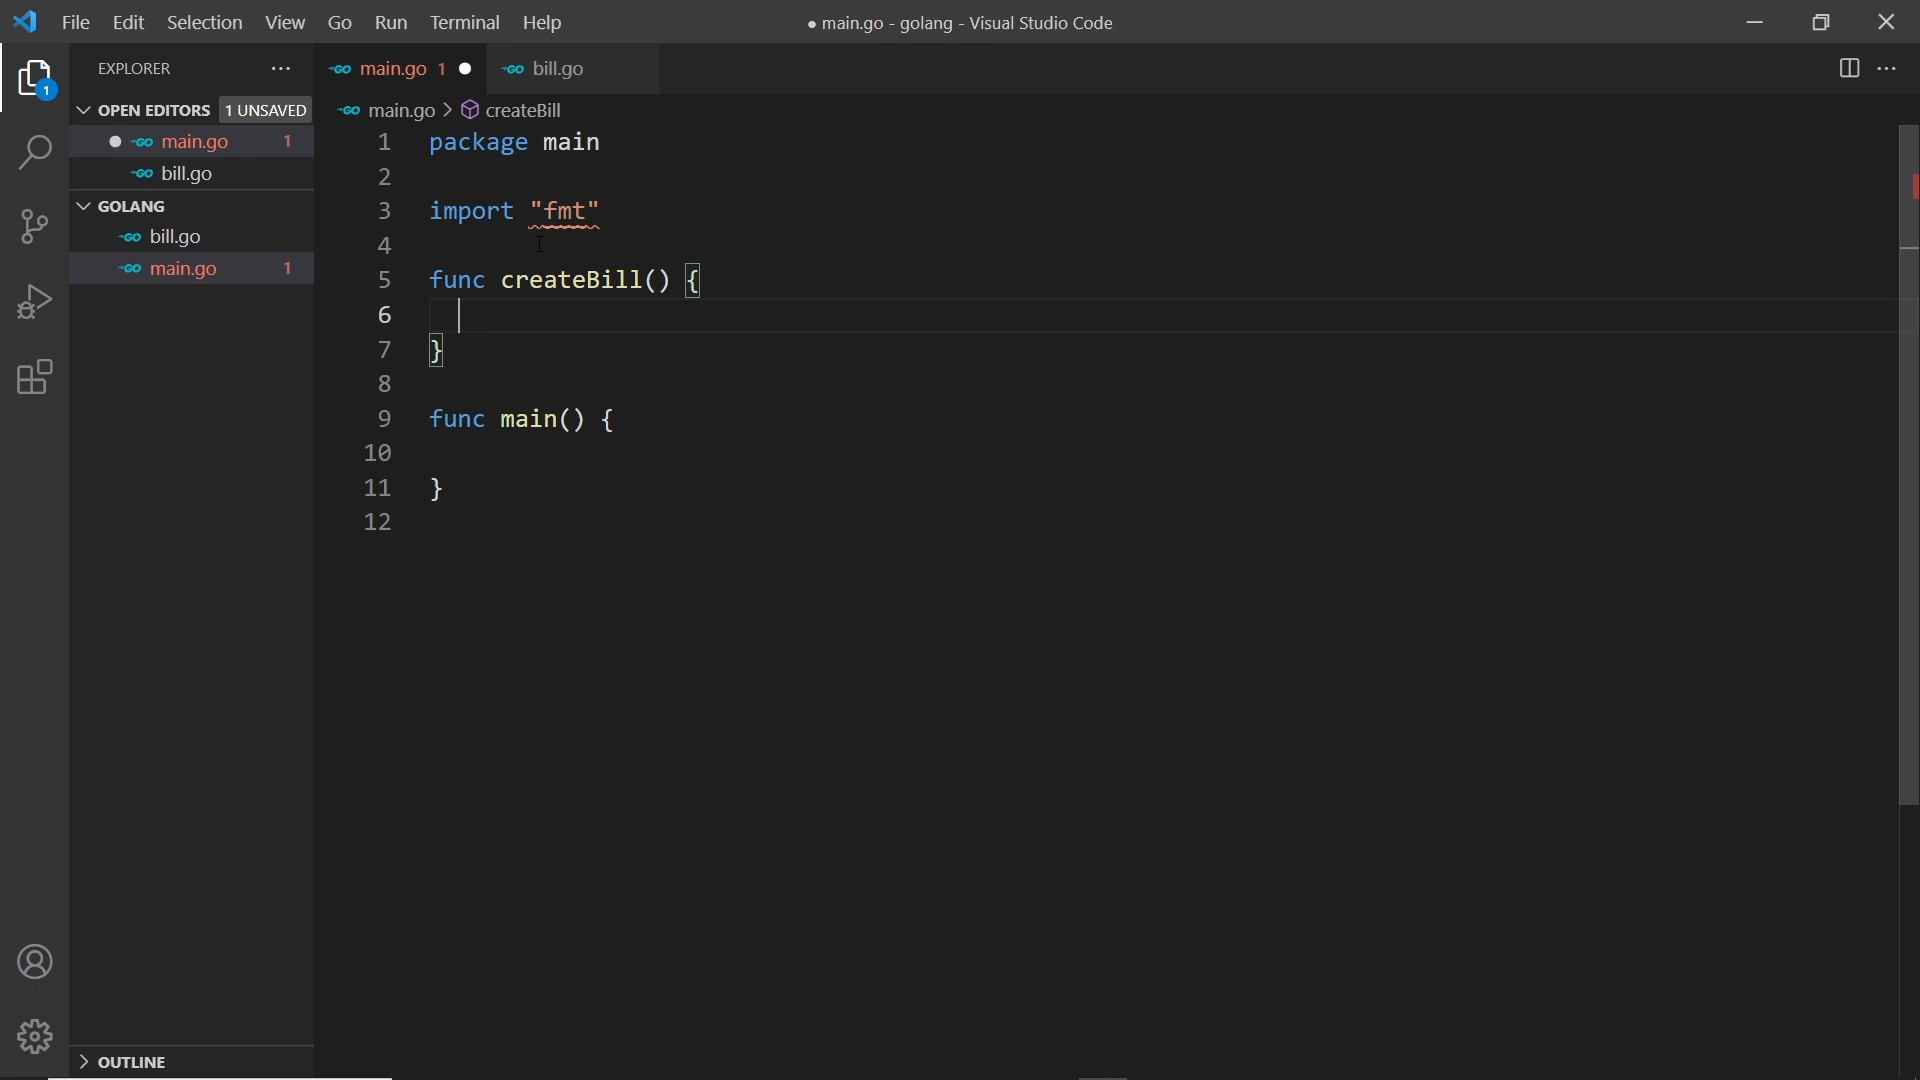 File Edit Selection View Go Run Terminal Help
● main.go - golang - Visual Studio Code
EXPLORER
main.go 1
bill.go
1
OPEN EDITORS 1 UNSAVED
main.go 1
bill.go
GOLANG
bill.go
main.go 1
OUTLINE
main.go > createBill
1 package main
2
3 import "fmt"
4
5 func createBill() {
6
7 }
8
9 func main() {
10
11 }
12